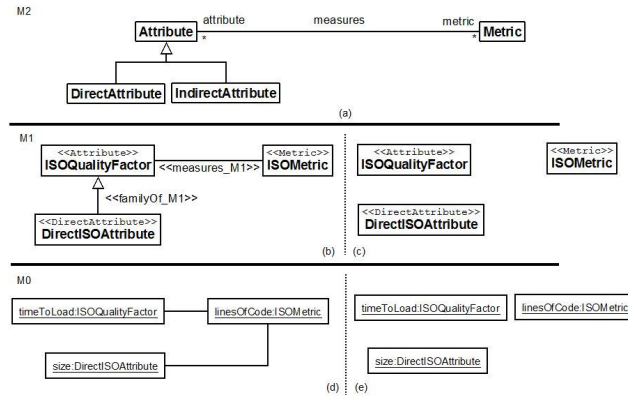 M2
attribute measures metric
Attribute Metric
* *
DirectAttribute IndirectAttribute
(a)
M1
<<Attribute>>
ISOQualityFactor
<<measures_M1>>
<<Metric>>
ISOMetric
<<familyOf_M1>>
<<DirectAttribute>>
DirectISOAttribute
(b)
<<Attribute>>
ISOQualityFactor
<<Metric>>
ISOMetric
<<DirectAttribute>>
DirectISOAttribute
(c)
M0
timeToLoad:ISOQualityFactor linesOfCode:ISOMetric
size:DirectISOAttribute
(d)
timeToLoad:ISOQualityFactor linesOfCode:ISOMetric
size:DirectISOAttribute
(e)